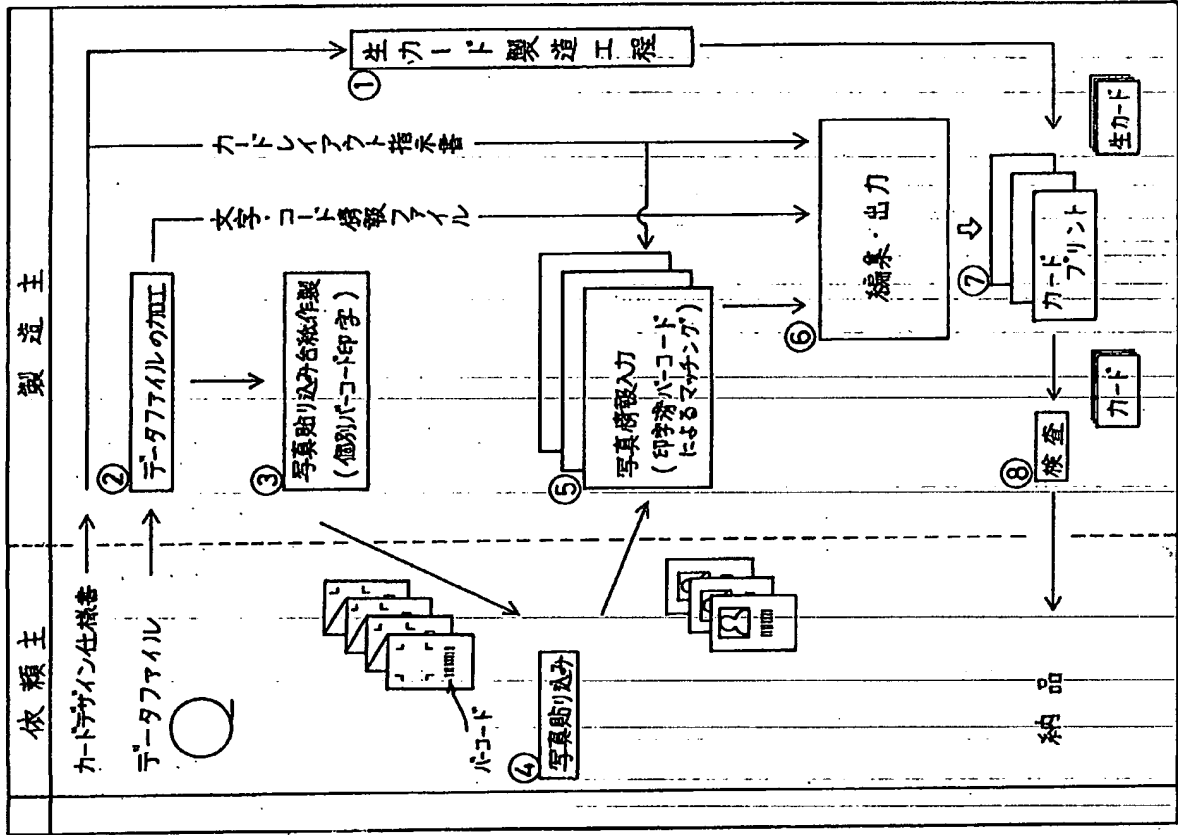 依頼主
製造主
カードデザイン仕様書
データファイル
①
生カード製造工程
カードレイアウト指示書
②
データファイルの加工
文字・コード情報ファイル
③
写真貼り込み台紙作製
(個別バーコード印字)
バーコード
④
写真貼り込み
⑤
写真情報入力
(印字済バーコード
によるマッチング)
⑥
編集・出力
⑦
カード
プリント
生カード
⑧
検査
カード
納品